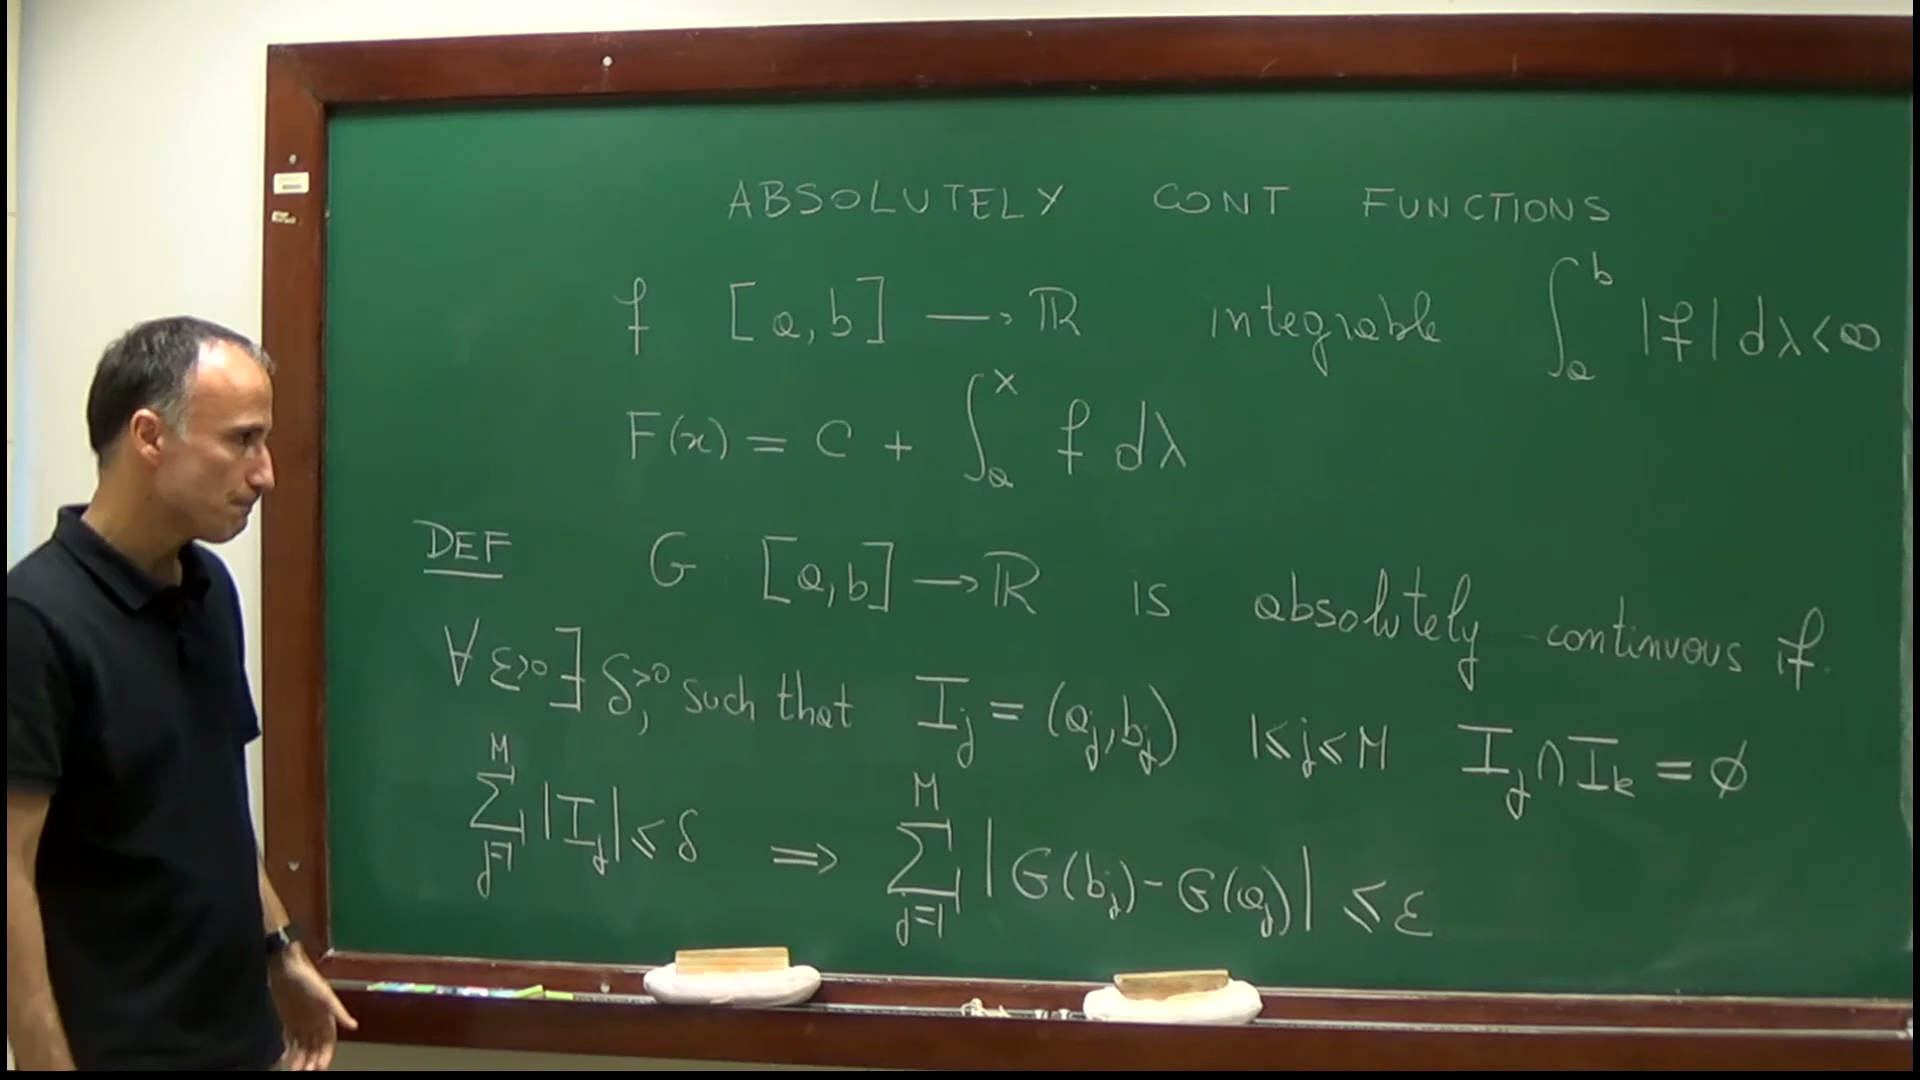 ABSOLUTELY CONT FUNCTIONS
f [a,b] → ℝ integrable ∫_a^b |f| dλ < ∞
F(x) = C + ∫_a^x f dλ
DEF G [a,b] → ℝ is absolutely continuous if
∀ ε>0 ∃ δ>0, such that I_j = (a_j, b_j) 1 ≤ j ≤ M I_j ∩ I_k = ∅
∑_{j=1}^M |I_j| ≤ δ ⇒ ∑_{j=1}^M |G(b_j) - G(a_j)| ≤ ε